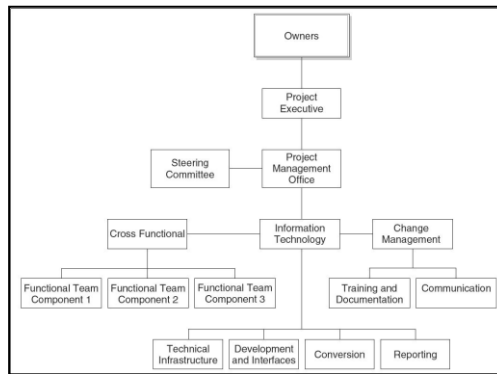 Owners
Project
Executive
Steering
Committee
Project
Management
Office
Cross Functional
Information
Technology
Change
Management
Functional Team
Component 1
Functional Team
Component 2
Functional Team
Component 3
Training and
Documentation
Communication
Technical
Infrastructure
Development
and Interfaces
Conversion
Reporting